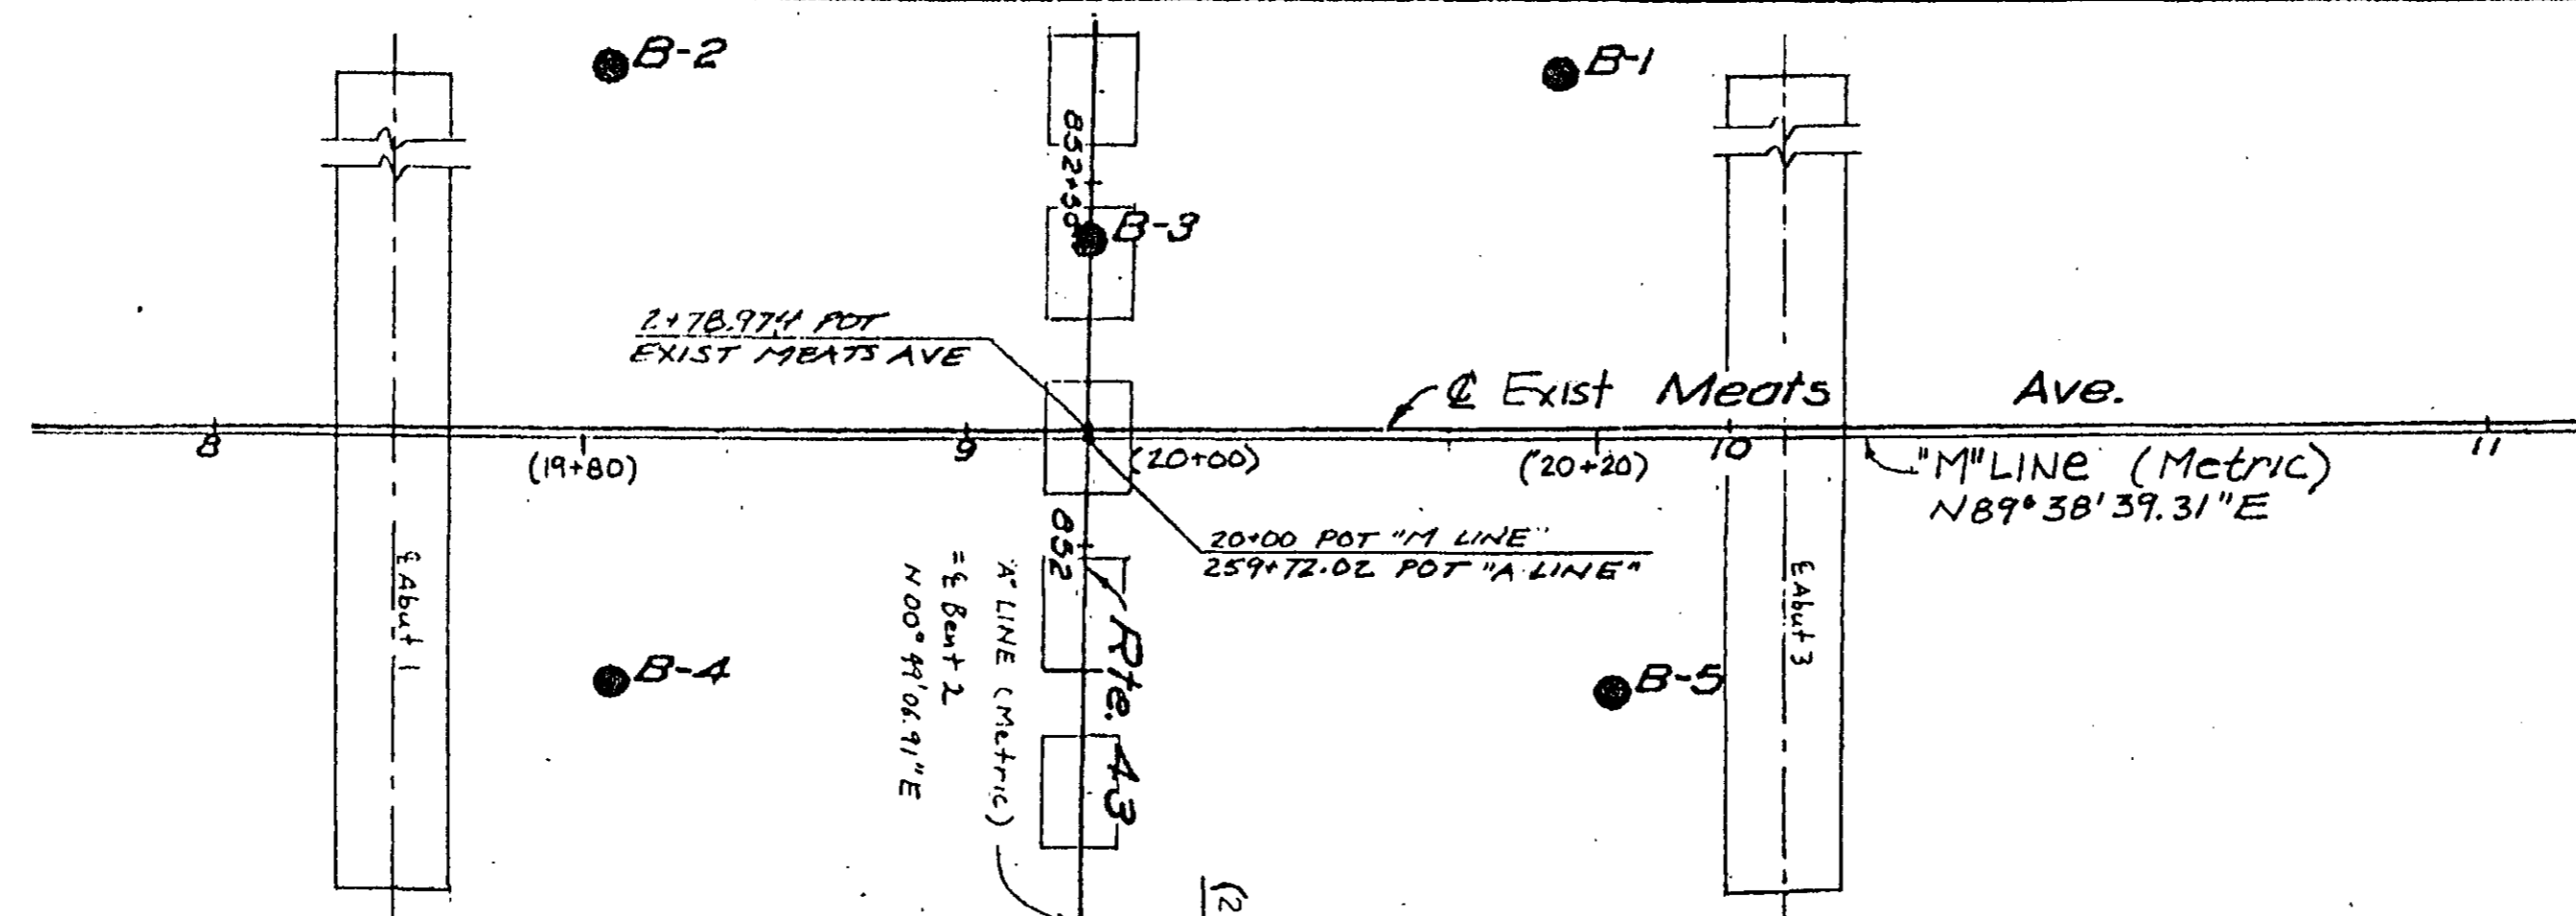 B-2
B-1
852+50
B-3
2+78.974 POT
EXIST MEATS AVE
℄ Exist Meats Ave.
8
(19+80)
9
(20+00)
(20+20)
10
11
"M" LINE (Metric)
N89°38'39.31"E
20+00 POT "M LINE"
259+72.02 POT "A LINE"
852
℄ Abut 1
"A" LINE (Metric)
= ℄ Bent 2
℄ Abut 3
B-4
Rte. 43
B-5
(2